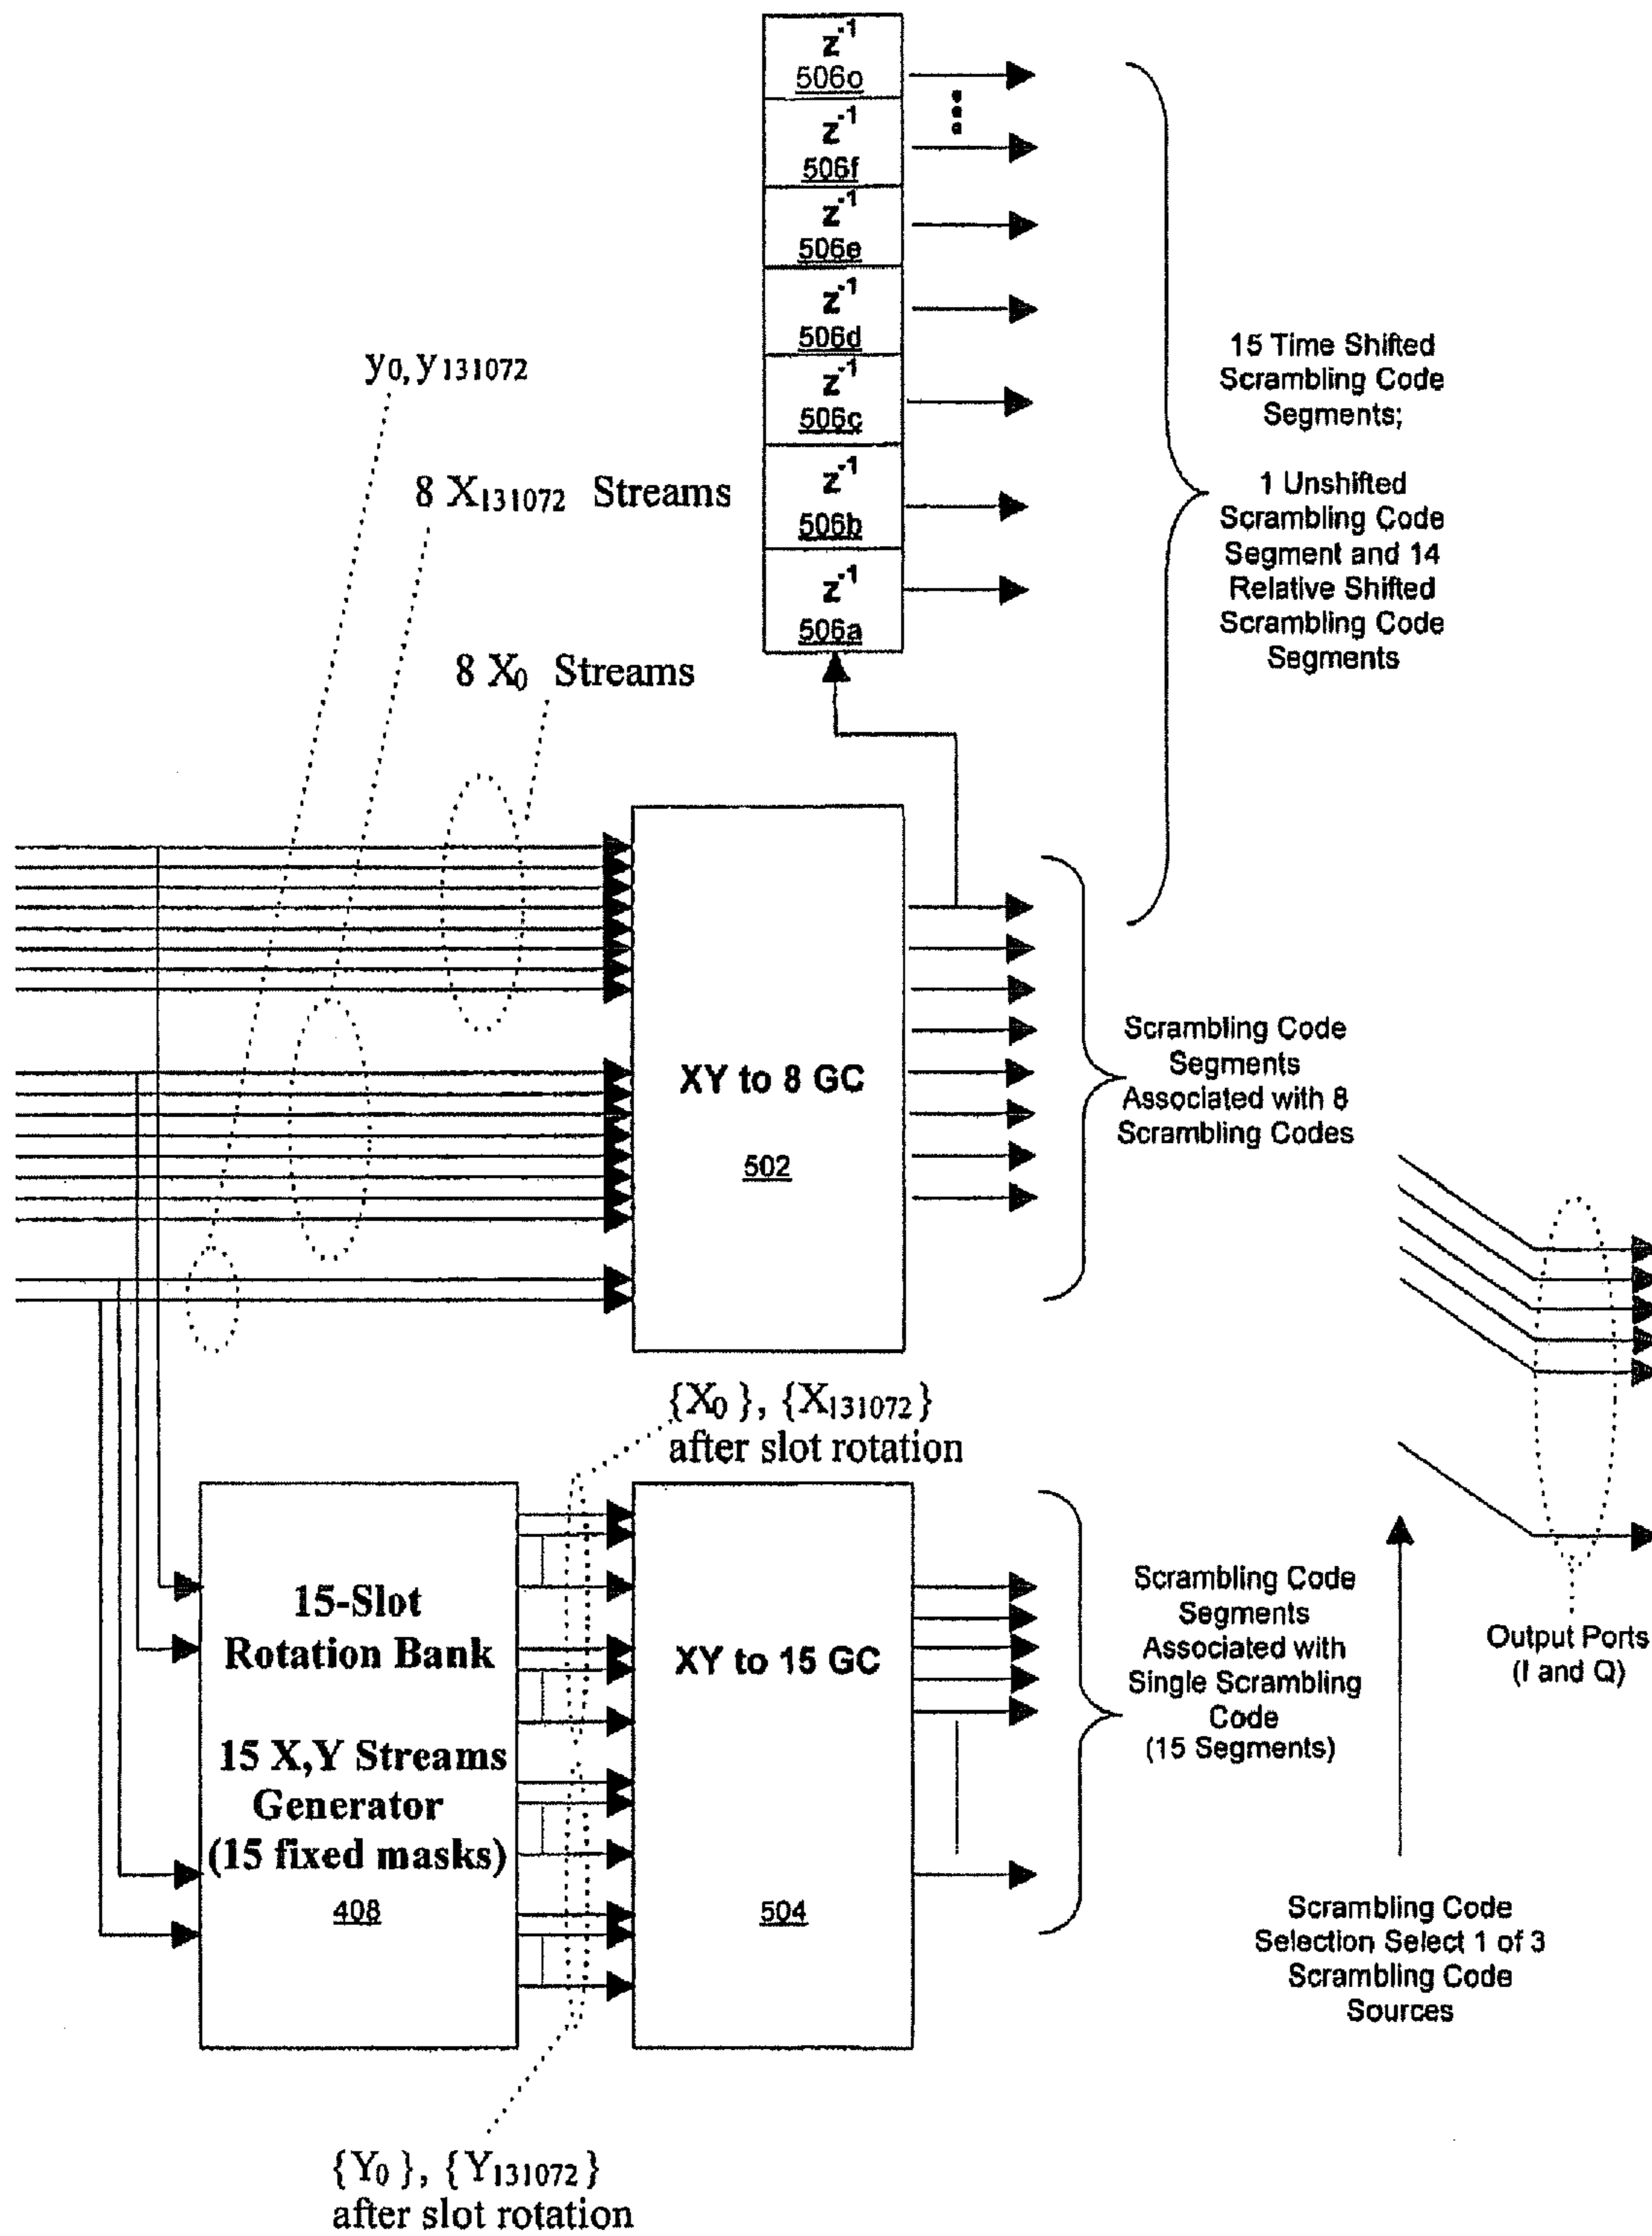 z-1
506o
z-1
506f
z-1
506e
z-1
506d
z-1
506c
z-1
506b
z-1
506a
15 Time Shifted
Scrambling Code
Segments;
1 Unshifted
Scrambling Code
Segment and 14
Relative Shifted
Scrambling Code
Segments
y0, y131072
8 X131072 Streams
8 X0 Streams
XY to 8 GC
502
Scrambling Code
Segments
Associated with 8
Scrambling Codes
{X0}, {X131072}
after slot rotation
15-Slot
Rotation Bank
15 X,Y Streams
Generator
(15 fixed masks)
408
XY to 15 GC
504
Scrambling Code
Segments
Associated with
Single Scrambling
Code
(15 Segments)
Output Ports
(I and Q)
Scrambling Code
Selection Select 1 of 3
Scrambling Code
Sources
{Y0}, {Y131072}
after slot rotation